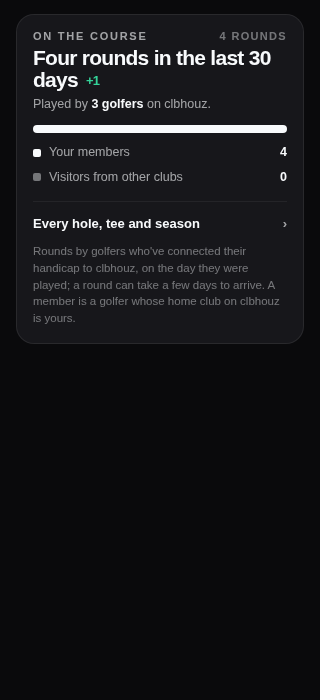 ON THE COURSE 4 ROUNDS
Four rounds in the last 30
days +1
Played by 3 golfers on clbhouz.
Your members 4
Visitors from other clubs 0
Every hole, tee and season ›
Rounds by golfers who've connected their
handicap to clbhouz, on the day they were
played; a round can take a few days to arrive. A
member is a golfer whose home club on clbhouz
is yours.